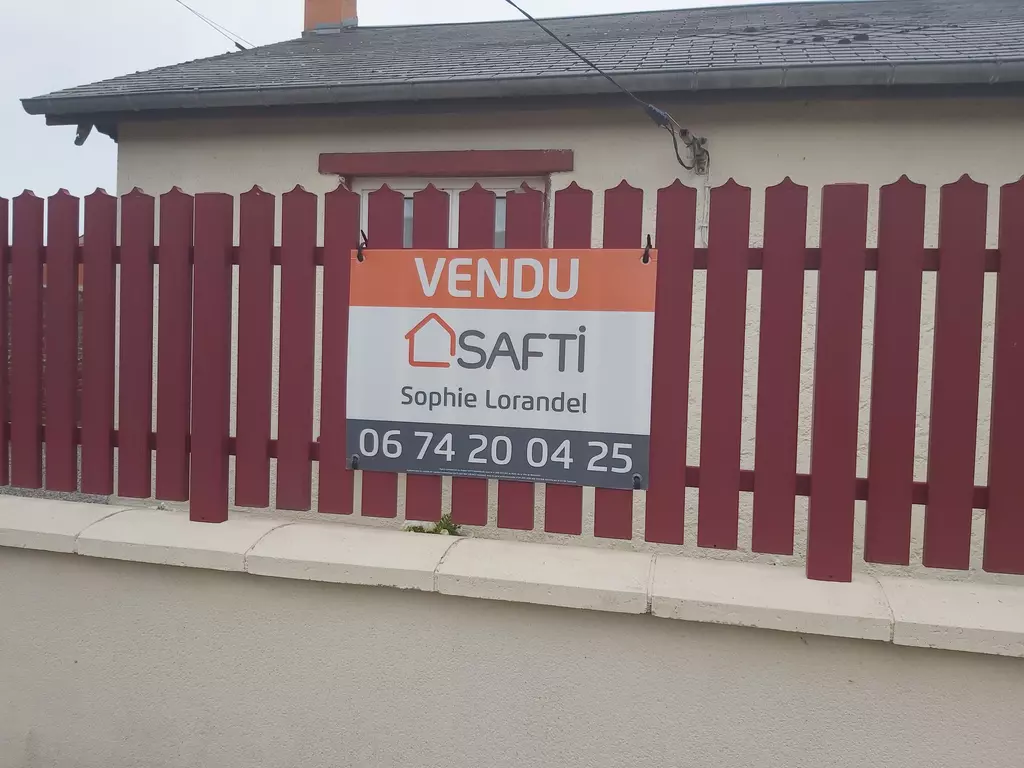 VENDU
SAFTi
Sophie Lorandel
06 74 20 04 25